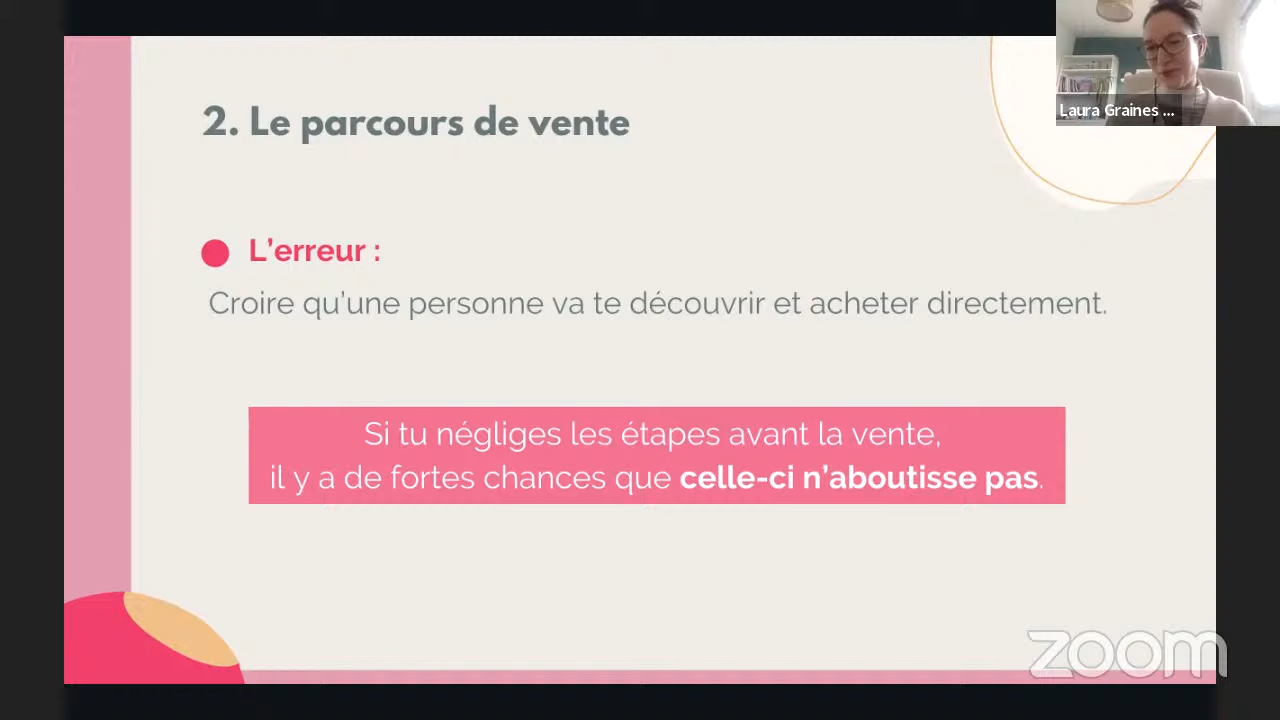 Laura Graines ...
2. Le parcours de vente
L’erreur :
Croire qu’une personne va te découvrir et acheter directement.
Si tu négliges les étapes avant la vente,
il y a de fortes chances que celle-ci n’aboutisse pas.
zoom